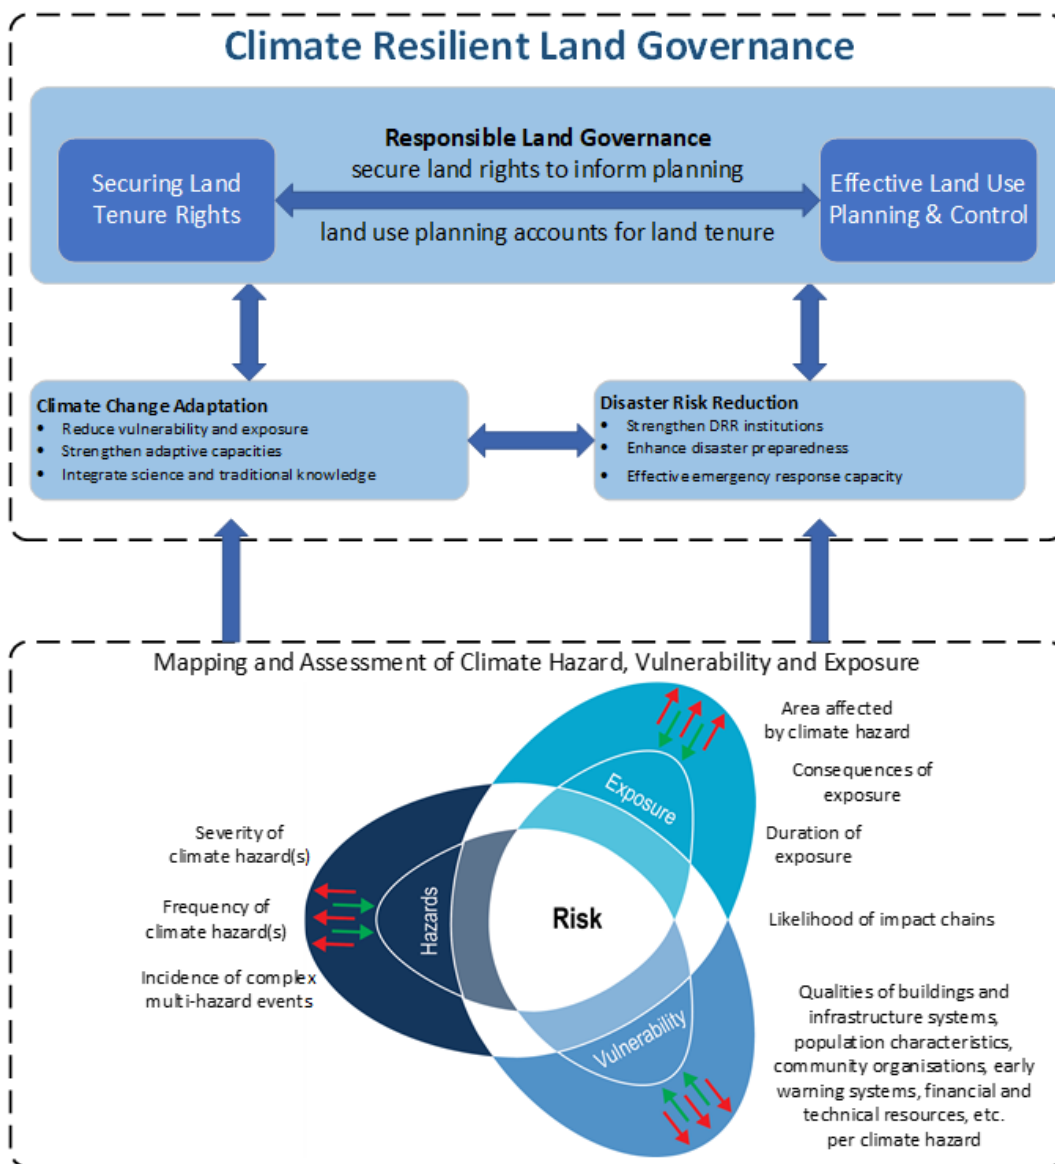 Climate Resilient Land Governance
Responsible Land Governance
secure land rights to inform planning
Securing Land
Tenure Rights
Effective Land Use
Planning & Control
land use planning accounts for land tenure
Climate Change Adaptation
• Reduce vulnerability and exposure
• Strengthen adaptive capacities
• Integrate science and traditional knowledge
Disaster Risk Reduction
• Strengthen DRR institutions
• Enhance disaster preparedness
• Effective emergency response capacity
Mapping and Assessment of Climate Hazard, Vulnerability and Exposure
Area affected
by climate hazard
Consequences of
exposure
Duration of
exposure
Likelihood of impact chains
Exposure
Severity of
climate hazard(s)
Frequency of
climate hazard(s)
Incidence of complex
multi-hazard events
Hazards
Risk
Vulnerability
Qualities of buildings and
infrastructure systems,
population characteristics,
community organisations, early
warning systems, financial and
technical resources, etc.
per climate hazard